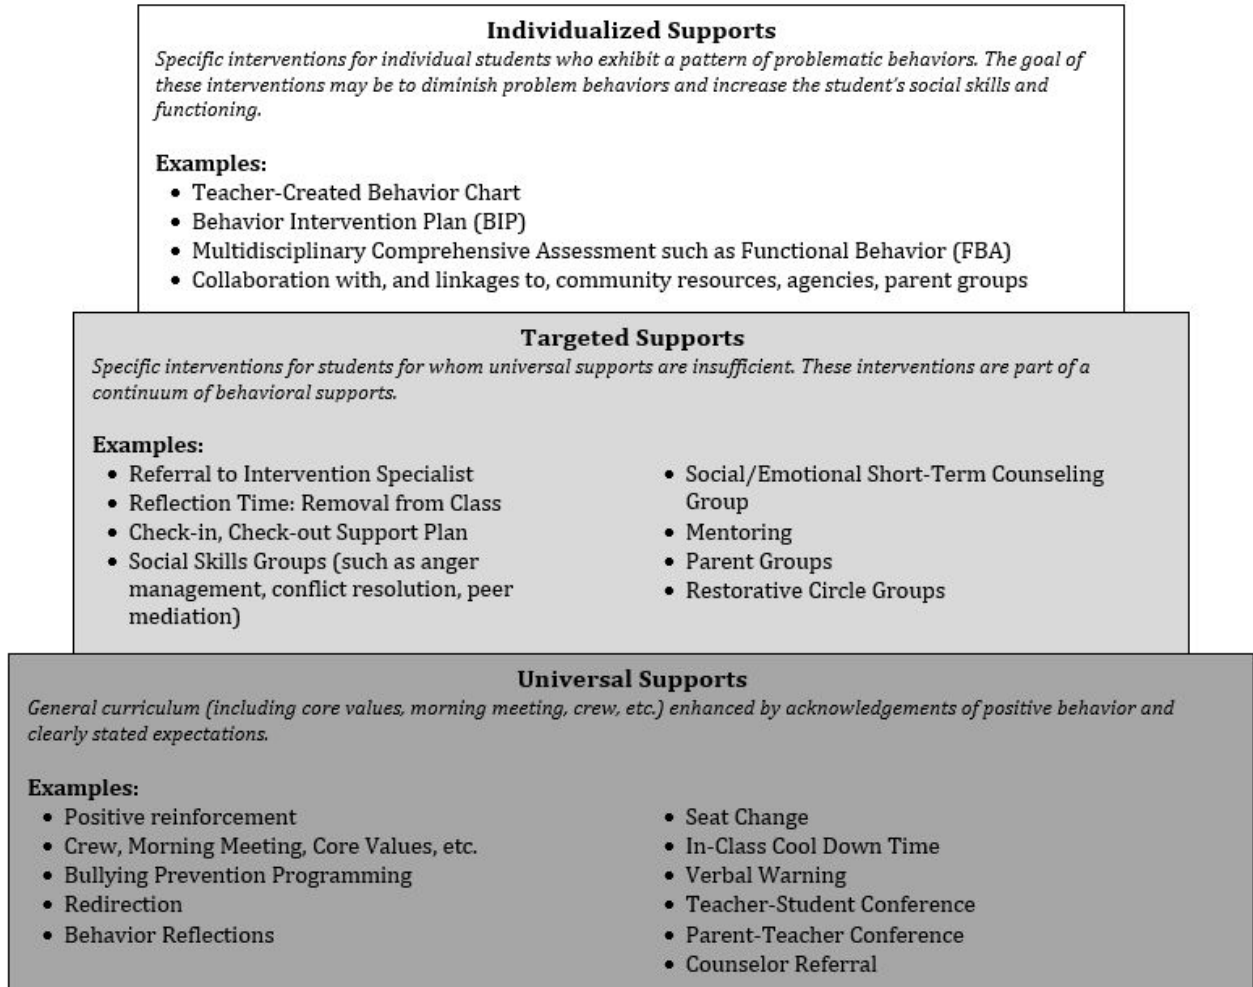 Individualized Supports
Specific interventions for individual students who exhibit a pattern of problematic behaviors. The goal of
these interventions may be to diminish problem behaviors and increase the student's social skills and
functioning.
Examples:
• Teacher-Created Behavior Chart
• Behavior Intervention Plan (BIP)
• Multidisciplinary Comprehensive Assessment such as Functional Behavior (FBA)
• Collaboration with, and linkages to, community resources, agencies, parent groups
Targeted Supports
Specific interventions for students for whom universal supports are insufficient. These interventions are part of a
continuum of behavioral supports.
Examples:
• Referral to Intervention Specialist
• Reflection Time: Removal from Class
• Check-in, Check-out Support Plan
• Social Skills Groups (such as anger
management, conflict resolution, peer
mediation)
• Social/Emotional Short-Term Counseling
Group
• Mentoring
• Parent Groups
• Restorative Circle Groups
Universal Supports
General curriculum (including core values, morning meeting, crew, etc.) enhanced by acknowledgements of positive behavior and
clearly stated expectations.
Examples:
• Positive reinforcement
• Crew, Morning Meeting, Core Values, etc.
• Bullying Prevention Programming
• Redirection
• Behavior Reflections
• Seat Change
• In-Class Cool Down Time
• Verbal Warning
• Teacher-Student Conference
• Parent-Teacher Conference
• Counselor Referral